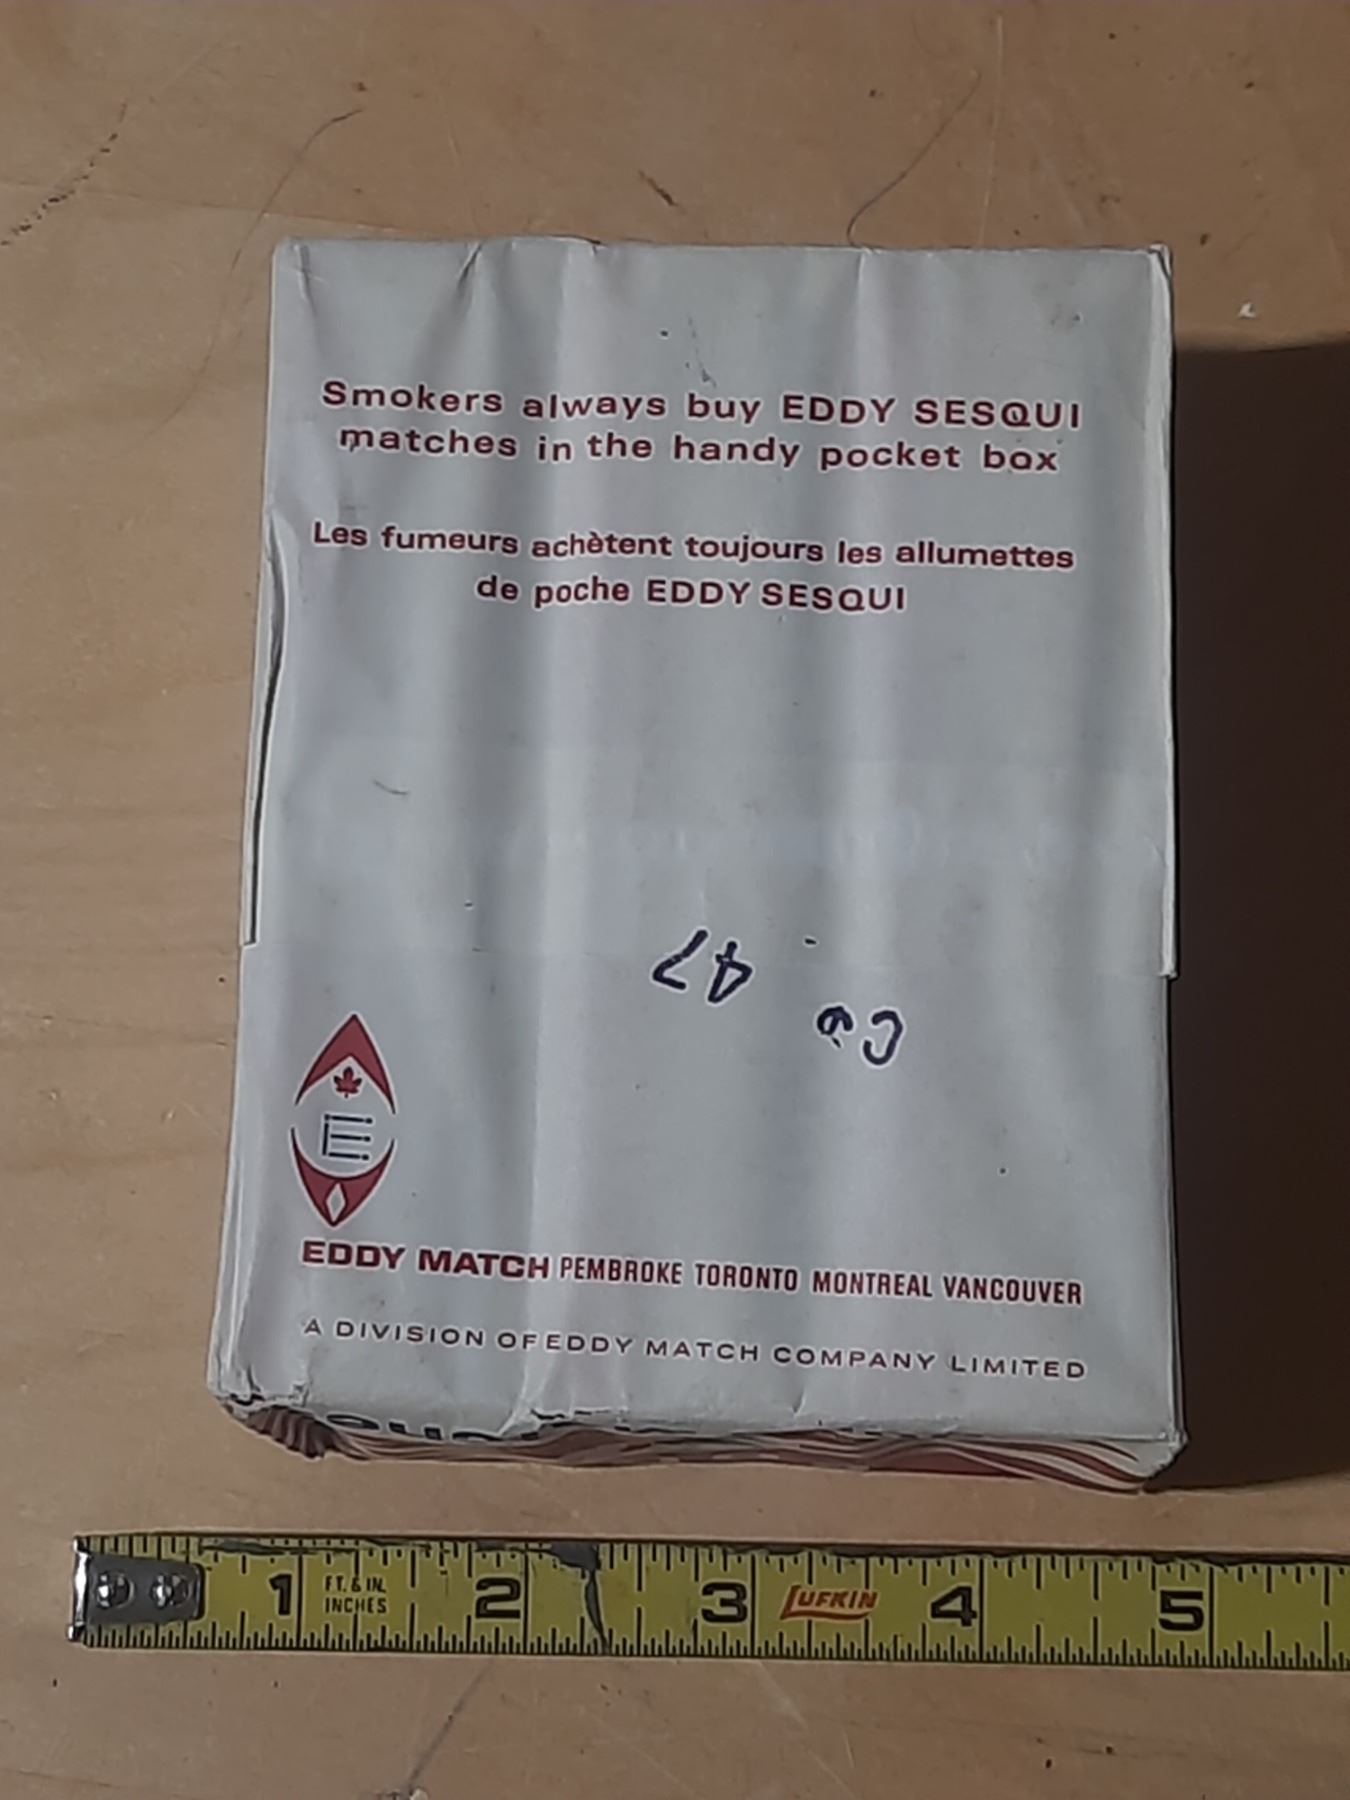 Smokers always buy EDDY SESQUI
matches in the handy pocket box
Les fumeurs achètent toujours les allumettes
de poche EDDY SESQUI
47
E
EDDY MATCH PEMBROKE TORONTO MONTREAL VANCOUVER
A DIVISION OF EDDY MATCH COMPANY LIMITED
1 FT. & IN. 2 3 LUFKIN 4 5
INCHES